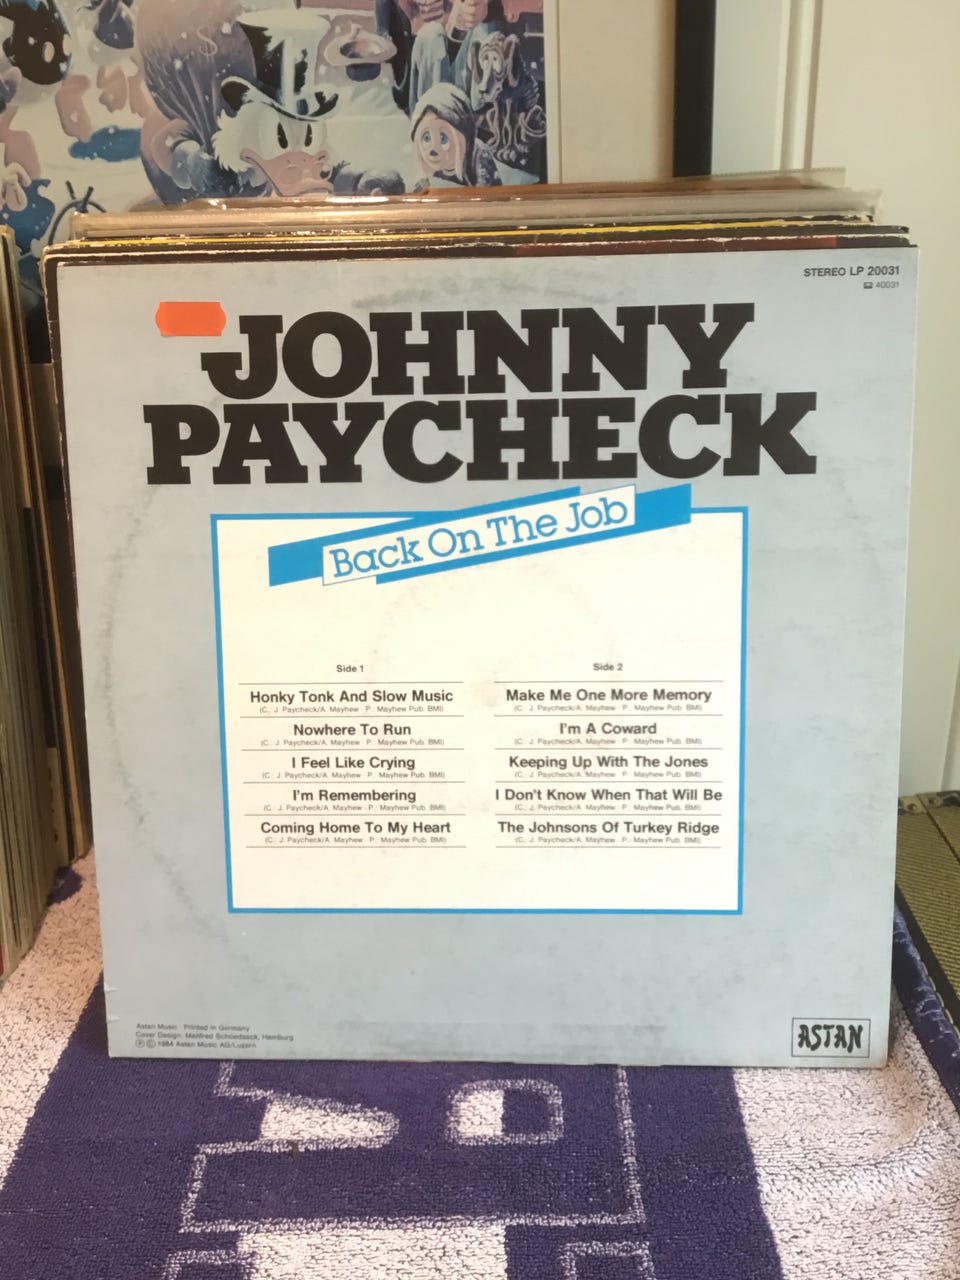 STEREO LP 20031
40031
JOHNNY
PAYCHECK
Back On The Job
Side 1
Honky Tonk And Slow Music
(C.: J. Paycheck/A. Mayhew · P.: Mayhew Pub. BMI)
Nowhere To Run
(C.: J. Paycheck/A. Mayhew · P.: Mayhew Pub. BMI)
I Feel Like Crying
(C.: J. Paycheck/A. Mayhew · P.: Mayhew Pub. BMI)
I'm Remembering
(C.: J. Paycheck/A. Mayhew · P.: Mayhew Pub. BMI)
Coming Home To My Heart
(C.: J. Paycheck/A. Mayhew · P.: Mayhew Pub. BMI)
Side 2
Make Me One More Memory
(C.: J. Paycheck/A. Mayhew · P.: Mayhew Pub. BMI)
I'm A Coward
(C.: J. Paycheck/A. Mayhew · P.: Mayhew Pub. BMI)
Keeping Up With The Jones
(C.: J. Paycheck/A. Mayhew · P.: Mayhew Pub. BMI)
I Don't Know When That Will Be
(C.: J. Paycheck/A. Mayhew · P.: Mayhew Pub. BMI)
The Johnsons Of Turkey Ridge
(C.: J. Paycheck/A. Mayhew · P.: Mayhew Pub. BMI)
Astan Music · Printed in Germany
Cover Design: Manfred Schloedsack, Hamburg
Ⓟ © 1984 Astan Music AG/Luzern
ASTAN